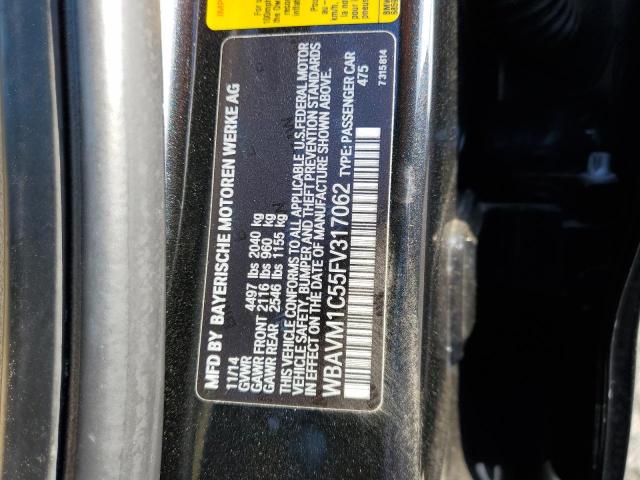 MFD BY BAYERISCHE MOTOREN WERKE AG
11/14
GVWR 4497 lbs 2040 kg
GAWR FRONT 2116 lbs 960 kg
GAWR REAR 2546 lbs 1155 kg
THIS VEHICLE CONFORMS TO ALL APPLICABLE U.S.FEDERAL MOTOR
VEHICLE SAFETY, BUMPER AND THEFT PREVENTION STANDARDS
IN EFFECT ON THE DATE OF MANUFACTURE SHOWN ABOVE.
WBAVM1C55FV317062 TYPE: PASSENGER CAR
475
7315814